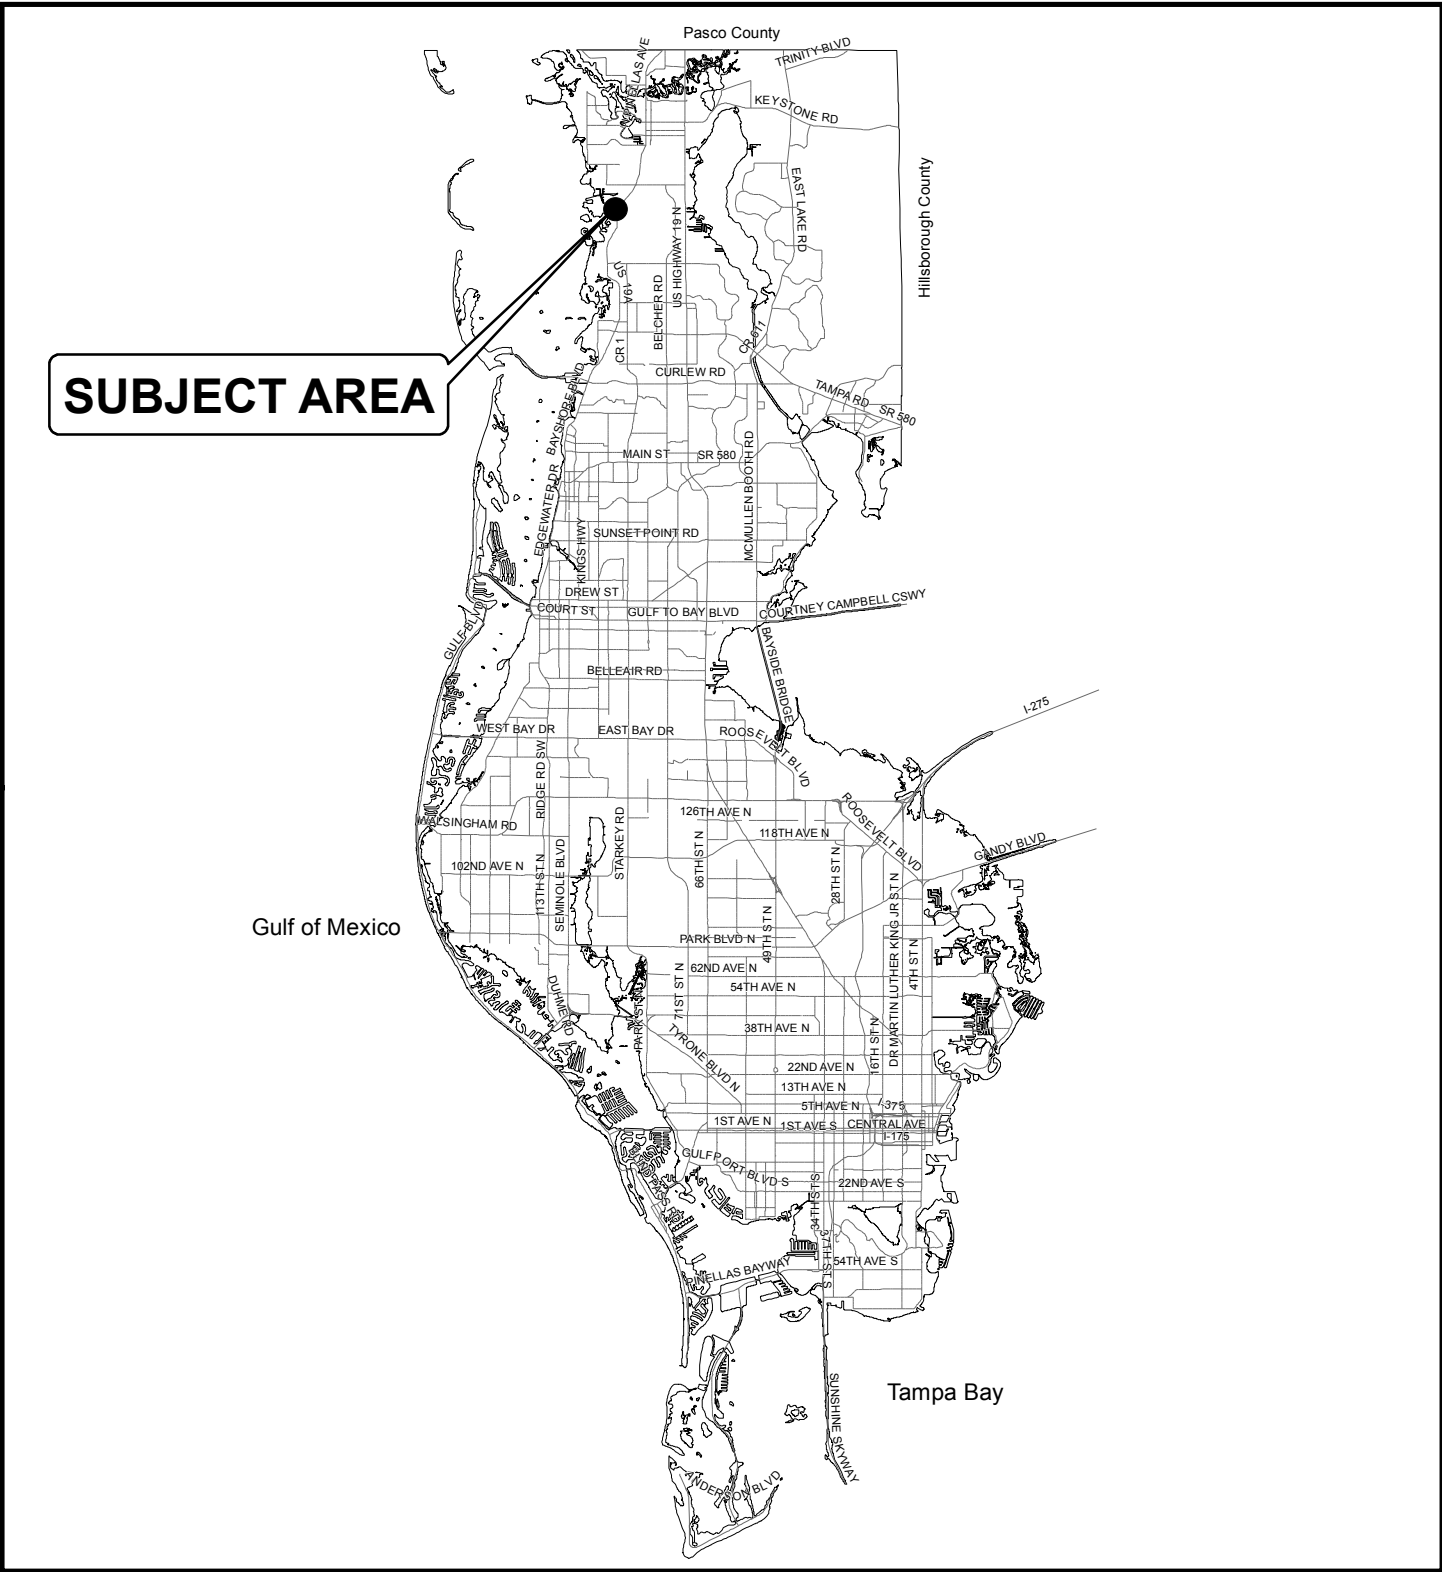 Pasco County
PINELLAS AVE
TRINITY BLVD
KEYSTONE RD
Hillsborough County
EAST LAKE RD
US HIGHWAY 19 N
US 19A
BELCHER RD
CR 1
CR 611
CURLEW RD
SUBJECT AREA
TAMPA RD
SR 580
BAYSHORE BLVD
MAIN ST
SR 580
MCMULLEN BOOTH RD
EDGEWATER DR
SUNSET POINT RD
KINGS HWY
DREW ST
COURT ST
GULF TO BAY BLVD
COURTNEY CAMPBELL CSWY
GULF BLVD
BAYSIDE BRIDGE
BELLEAIR RD
I-275
WEST BAY DR
EAST BAY DR
ROOSEVELT BLVD
RIDGE RD SW
ROOSEVELT BLVD
126TH AVE N
WALSINGHAM RD
STARKEY RD
118TH AVE N
GANDY BLVD
102ND AVE N
66TH ST N
28TH ST N
113TH ST N
SEMINOLE BLVD
DR MARTIN LUTHER KING JR ST N
Gulf of Mexico
49TH ST N
PARK BLVD N
4TH ST N
62ND AVE N
71ST ST N
54TH AVE N
DUHME RD
PARK ST N
38TH AVE N
16TH ST N
TYRONE BLVD N
22ND AVE N
13TH AVE N
5TH AVE N
I-375
1ST AVE N
1ST AVE S
CENTRAL AVE
I-175
GULFPORT BLVD S
22ND AVE S
34TH ST S
37TH ST S
54TH AVE S
PINELLAS BAYWAY
Tampa Bay
SUNSHINE SKYWAY
ANDERSON BLVD